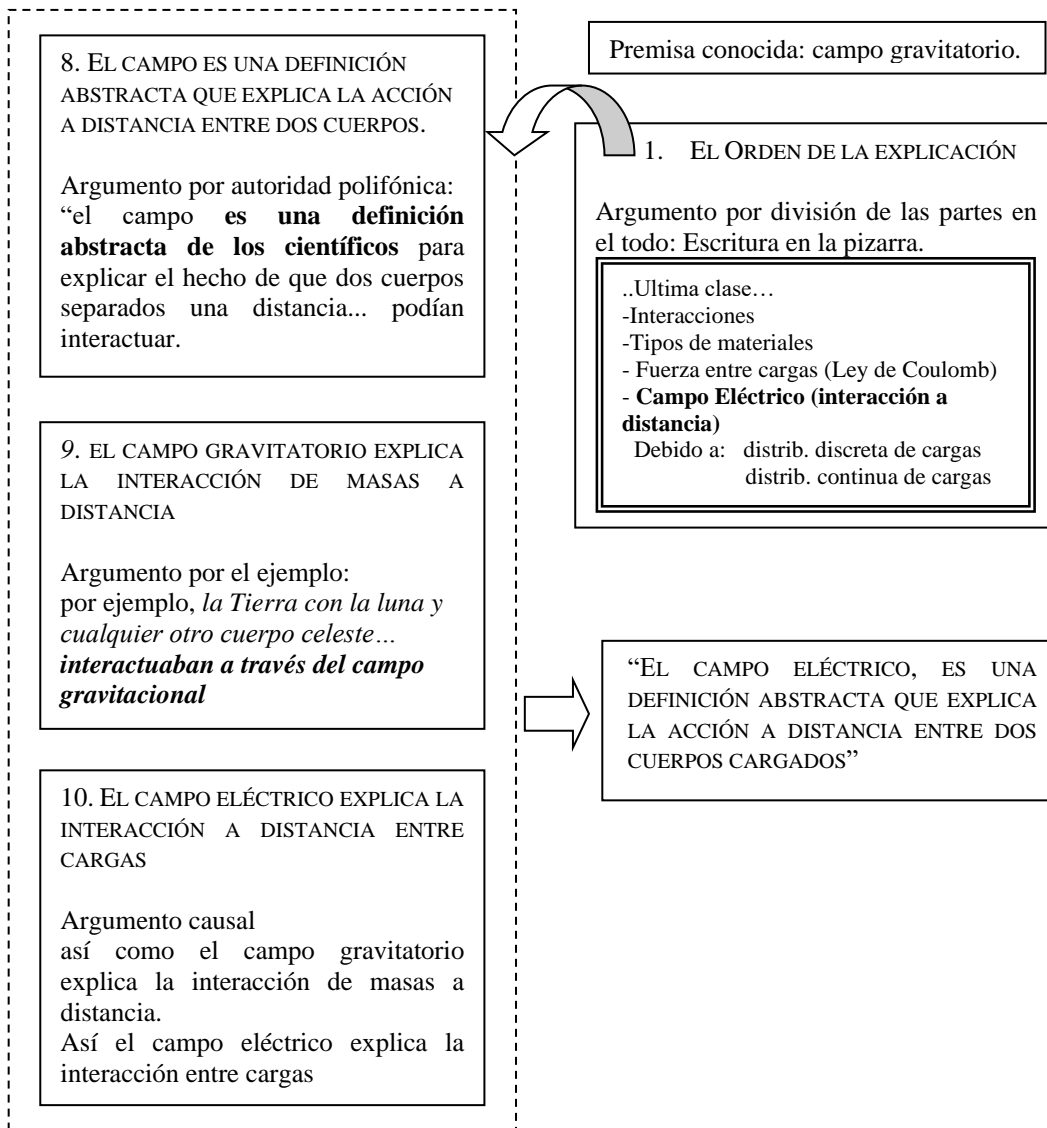 8. EL CAMPO ES UNA DEFINICIÓN
ABSTRACTA QUE EXPLICA LA ACCIÓN
A DISTANCIA ENTRE DOS CUERPOS.
Argumento por autoridad polifónica:
“el campo es una definición
abstracta de los científicos para
explicar el hecho de que dos cuerpos
separados una distancia... podían
interactuar.
9. EL CAMPO GRAVITATORIO EXPLICA
LA INTERACCIÓN DE MASAS A
DISTANCIA
Argumento por el ejemplo:
por ejemplo, la Tierra con la luna y
cualquier otro cuerpo celeste…
interactuaban a través del campo
gravitacional
10. EL CAMPO ELÉCTRICO EXPLICA LA
INTERACCIÓN A DISTANCIA ENTRE
CARGAS
Argumento causal
así como el campo gravitatorio
explica la interacción de masas a
distancia.
Así el campo eléctrico explica la
interacción entre cargas
Premisa conocida: campo gravitatorio.
1. EL ORDEN DE LA EXPLICACIÓN
Argumento por división de las partes en
el todo: Escritura en la pizarra.
..Ultima clase…
-Interacciones
-Tipos de materiales
- Fuerza entre cargas (Ley de Coulomb)
- Campo Eléctrico (interacción a
distancia)
Debido a: distrib. discreta de cargas
distrib. continua de cargas
“EL CAMPO ELÉCTRICO, ES UNA
DEFINICIÓN ABSTRACTA QUE EXPLICA
LA ACCIÓN A DISTANCIA ENTRE DOS
CUERPOS CARGADOS”